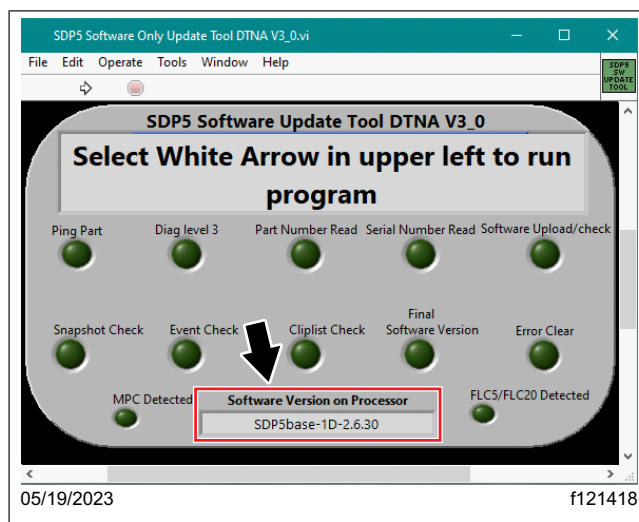 SDP5 Software Only Update Tool DTNA V3_0.vi
File Edit Operate Tools Window Help
SDP5
SW
UPDATE
TOOL
SDP5 Software Update Tool DTNA V3_0
Select White Arrow in upper left to run
program
Ping Part Diag level 3 Part Number Read Serial Number Read Software Upload/check
Snapshot Check Event Check Cliplist Check Final
Software Version Error Clear
MPC Detected Software Version on Processor FLC5/FLC20 Detected
SDP5base-1D-2.6.30
05/19/2023 f121418